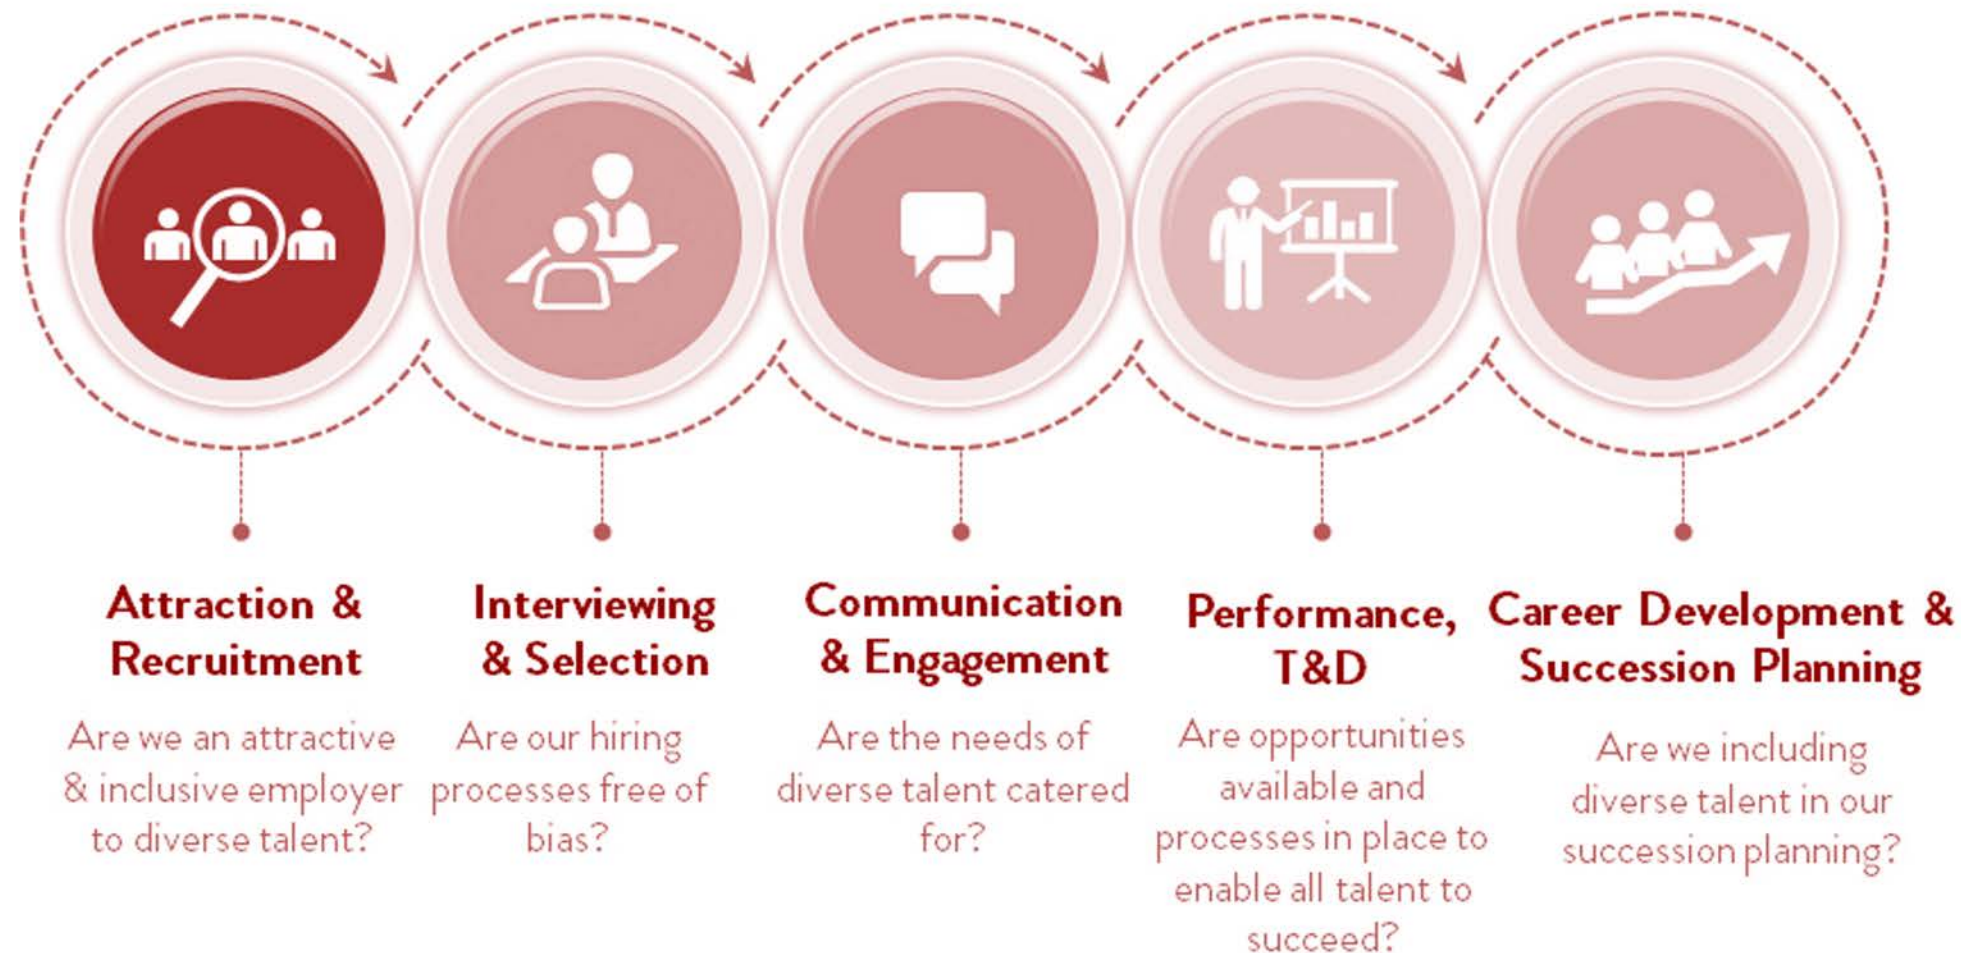 Attraction &
Recruitment
Are we an attractive
& inclusive employer
to diverse talent?
Interviewing
& Selection
Are our hiring
processes free of
bias?
Communication
& Engagement
Are the needs of
diverse talent catered
for?
Performance,
T&D
Are opportunities
available and
processes in place to
enable all talent to
succeed?
Career Development &
Succession Planning
Are we including
diverse talent in our
succession planning?